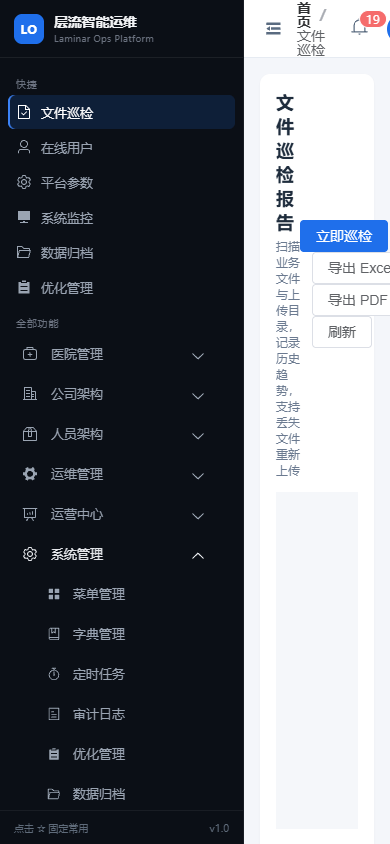 LO
层流智能运维
Laminar Ops Platform
快捷
文件巡检
在线用户
平台参数
系统监控
数据归档
优化管理
全部功能
医院管理
公司架构
人员架构
运维管理
运营中心
系统管理
菜单管理
字典管理
定时任务
审计日志
优化管理
数据归档
点击 ☆ 固定常用
v1.0
首
页 /
文件
巡检
19
文
件
巡
检
报
告
扫描
业务
文件
与上
传目
录,
记录
历史
趋
势,
支持
丢失
文件
重新
上传
立即巡检
导出 Exce
导出 PDF
刷新